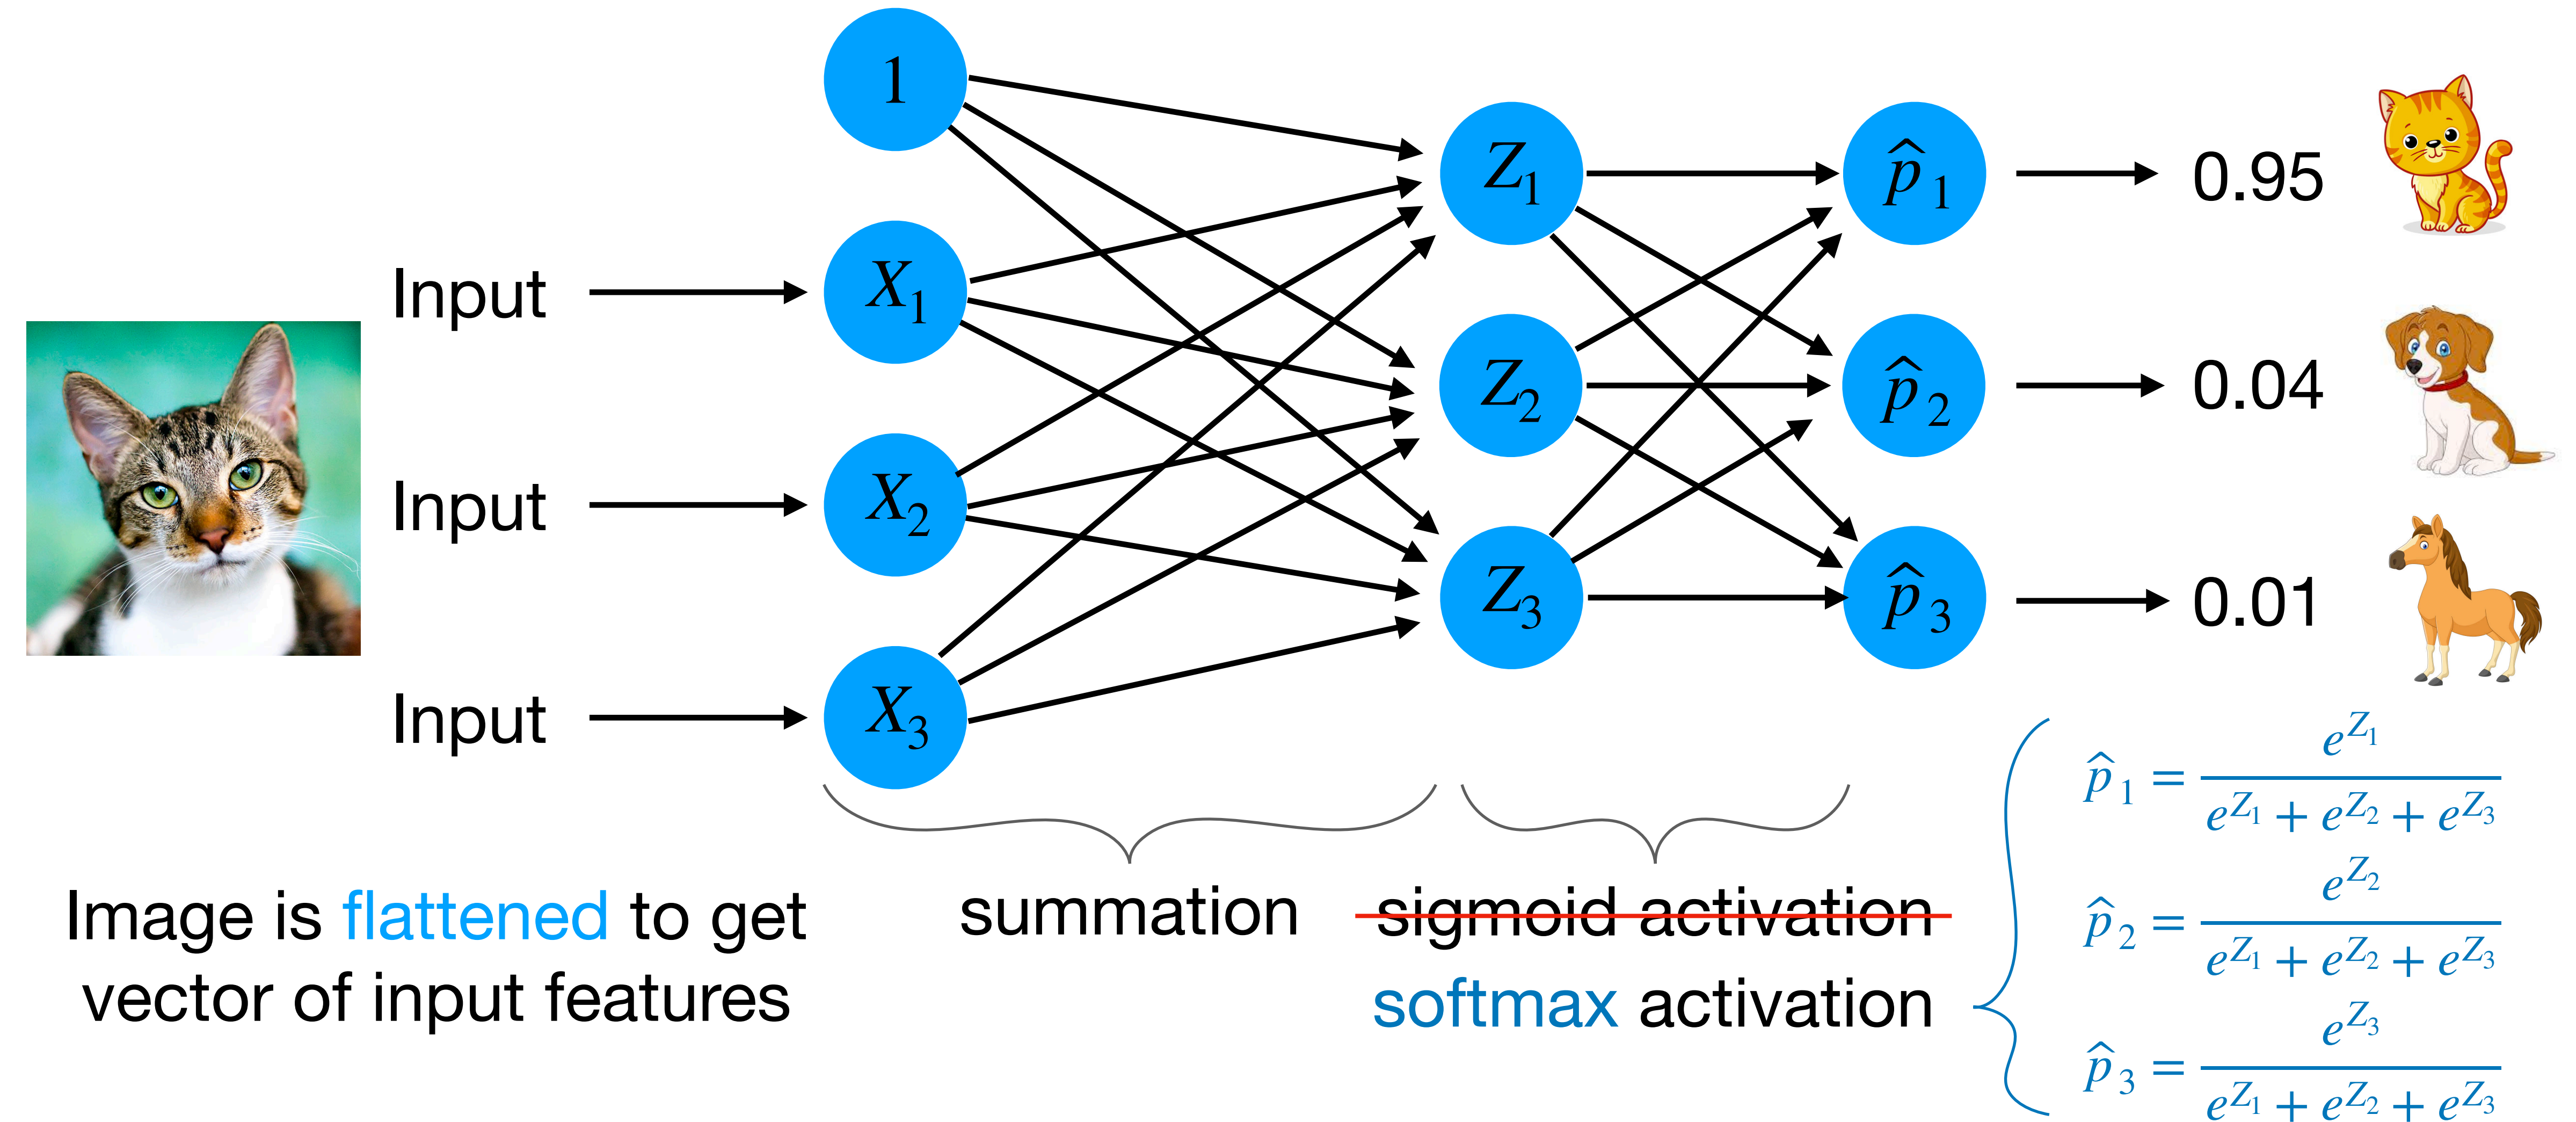 1
Z₁
p̂₁
0.95
Input
X₁
Z₂
p̂₂
0.04
Input
X₂
Z₃
p̂₃
0.01
Input
X₃
Image is flattened to get
vector of input features
summation
sigmoid activation
softmax activation
p̂₁ = e^{Z₁} / (e^{Z₁} + e^{Z₂} + e^{Z₃})
p̂₂ = e^{Z₂} / (e^{Z₁} + e^{Z₂} + e^{Z₃})
p̂₃ = e^{Z₃} / (e^{Z₁} + e^{Z₂} + e^{Z₃})